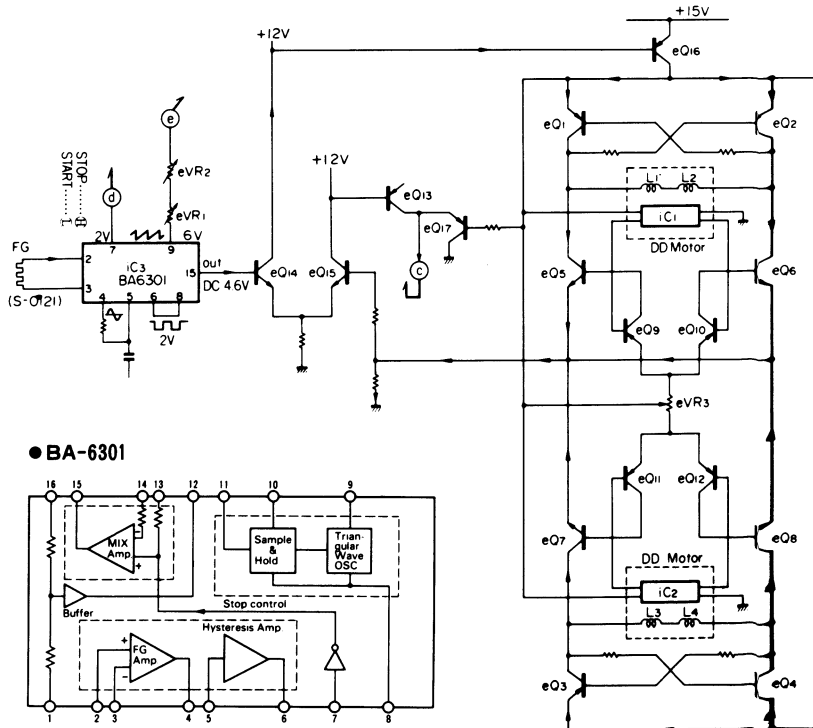 +15V
+12V
eQ16
e
eQ1
eQ2
STOP......H
START......L
d
eVR2
+12V
eVR1
eQ13
L1 L2
iC1
eQ17
DD Motor
FG
2V
7
9
6V
out
2
3
iC3
BA6301
15
DC 4.6V
eQ14
eQ15
c
eQ5
eQ6
(S-0121)
4 5 6 8
2V
eQ9
eQ10
eVR3
● BA-6301
eQ11
eQ12
16 15 14 13 12 11 10 9
eQ7
eQ8
MIX
Amp.
Sample
&
Hold
Trian-
gular
Wave
OSC
DD Motor
iC2
Buffer
Stop control
L3 L4
FG
Amp
Hysteresis Amp.
eQ3
eQ4
1 2 3 4 5 6 7 8